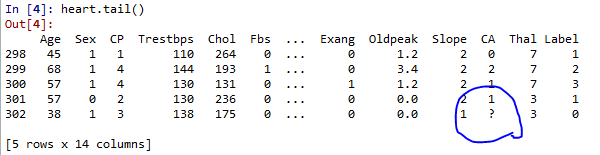 In [4]: heart.tail()
Out[4]:
     Age  Sex  CP  Trestbps  Chol  Fbs  ...  Exang  Oldpeak  Slope  CA  Thal  Label
298   45    1   1       110   264    0  ...      0      1.2      2   0     7      1
299   68    1   4       144   193    1  ...      0      3.4      2   2     7      2
300   57    1   4       130   131    0  ...      1      1.2      2   1     7      3
301   57    0   2       130   236    0  ...      0      0.0      2   1     3      1
302   38    1   3       138   175    0  ...      0      0.0      1   ?     3      0
[5 rows x 14 columns]